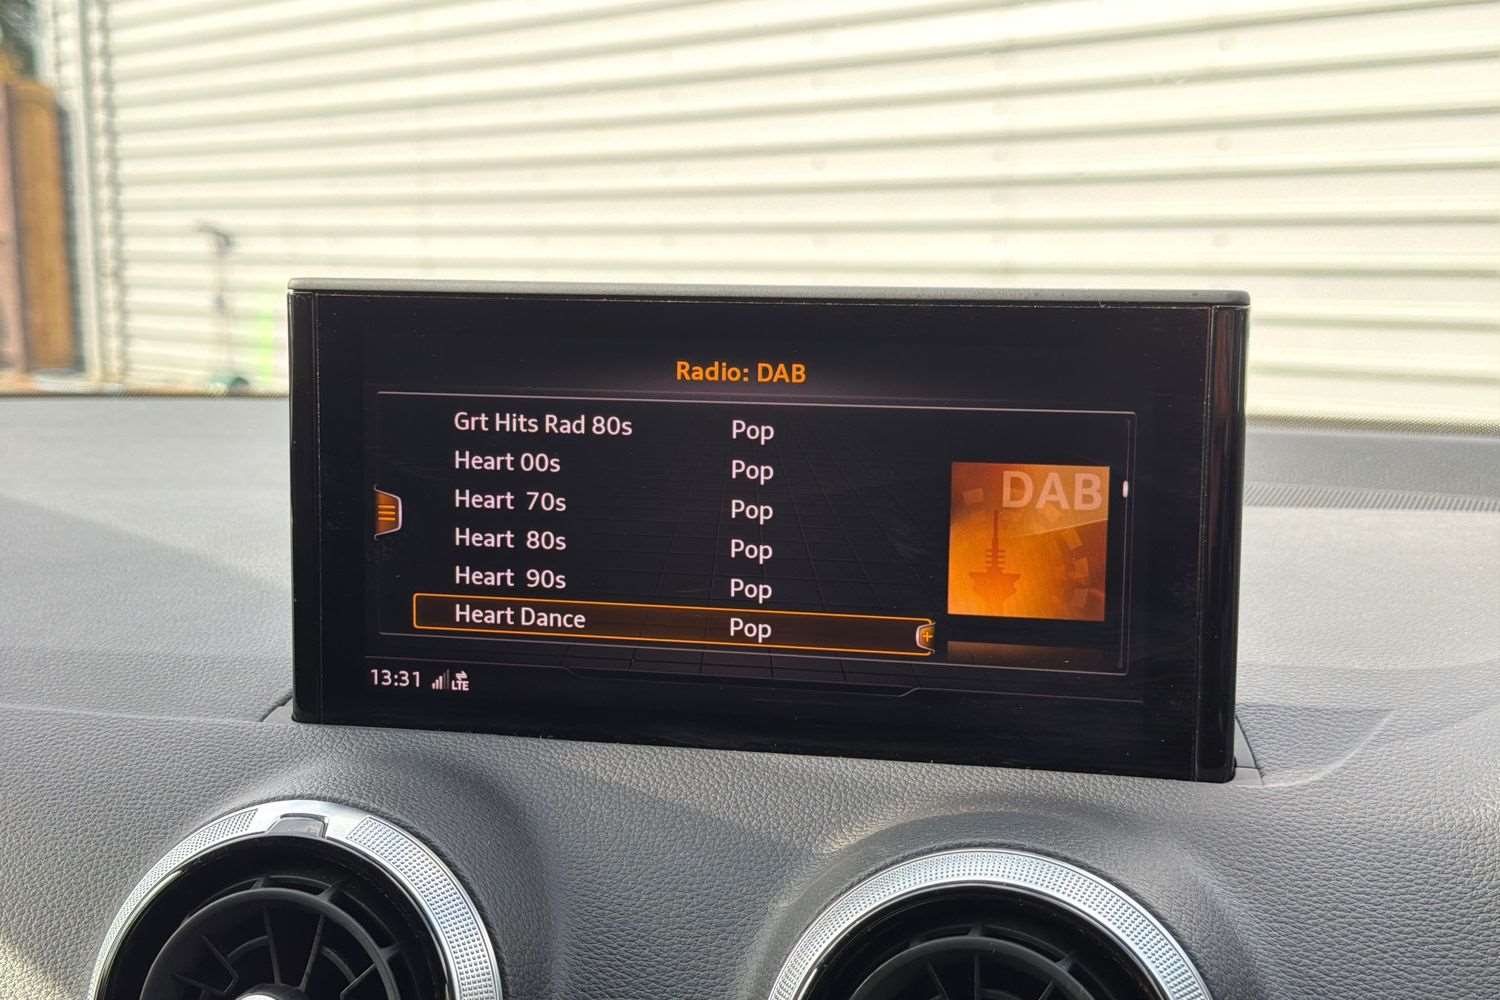 Radio: DAB
Grt Hits Rad 80s Pop
Heart 00s Pop
Heart  70s Pop
Heart  80s Pop
Heart  90s Pop
Heart Dance Pop
DAB
13:31 LTE